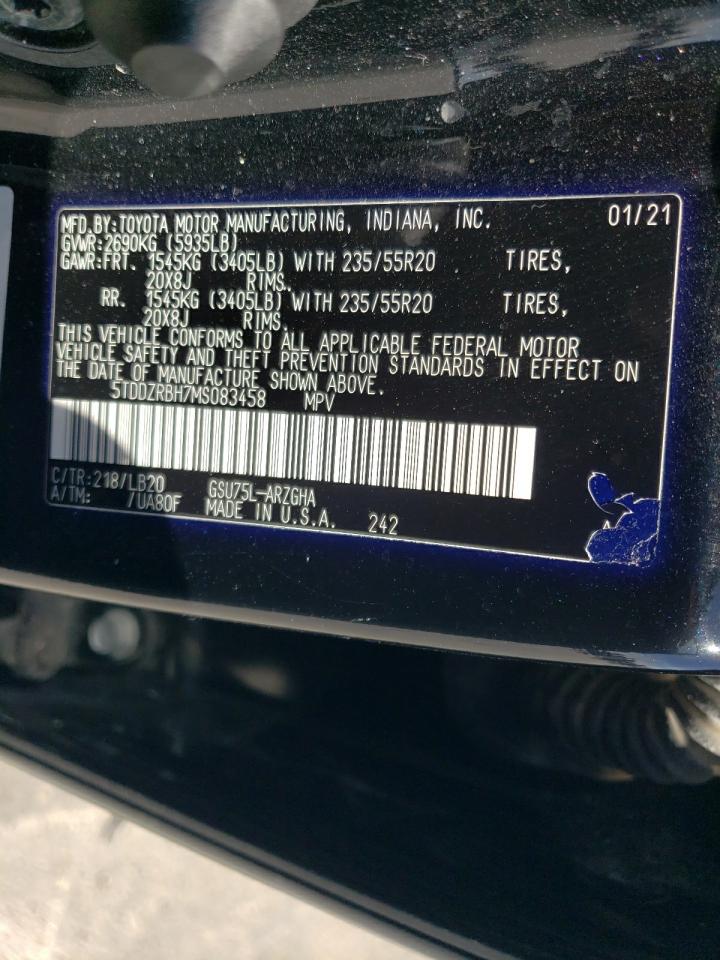 MFD.BY:TOYOTA MOTOR MANUFACTURING, INDIANA, INC. 01/21
GVWR:2690KG (5935LB)
GAWR:FRT. 1545KG (3405LB) WITH 235/55R20 TIRES,
20X8J RIMS.
RR. 1545KG (3405LB) WITH 235/55R20 TIRES,
20X8J RIMS.
THIS VEHICLE CONFORMS TO ALL APPLICABLE FEDERAL MOTOR
VEHICLE SAFETY AND THEFT PREVENTION STANDARDS IN EFFECT ON
THE DATE OF MANUFACTURE SHOWN ABOVE.
5TDDZRBH7MS083458 MPV
C/TR:218/LB20 GSU75L-ARZGHA
A/TM: /UA80F MADE IN U.S.A. 242